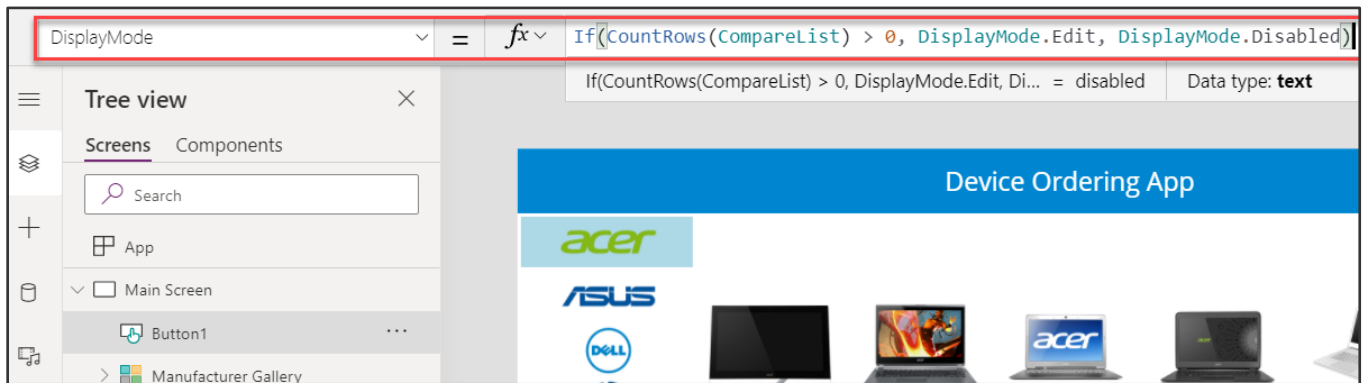 DisplayMode = fx If(CountRows(CompareList) > 0, DisplayMode.Edit, DisplayMode.Disabled)
If(CountRows(CompareList) > 0, DisplayMode.Edit, Di... = disabled Data type: text
Tree view
Screens Components
Search
App
Main Screen
Button1 ...
Manufacturer Gallery
Device Ordering App
acer
ASUS
DELL
acer